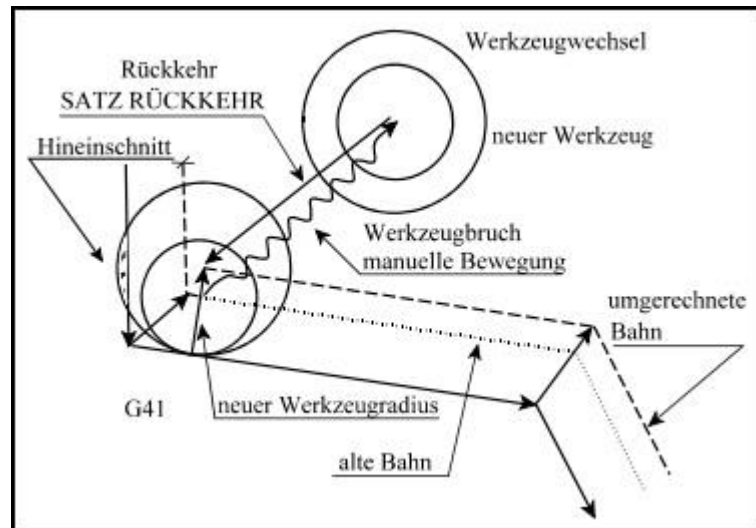 Werkzeugwechsel
Rückkehr
SATZ RÜCKKEHR
neuer Werkzeug
Hineinschnitt
Werkzeugbruch
manuelle Bewegung
umgerechnete
Bahn
G41
neuer Werkzeugradius
alte Bahn